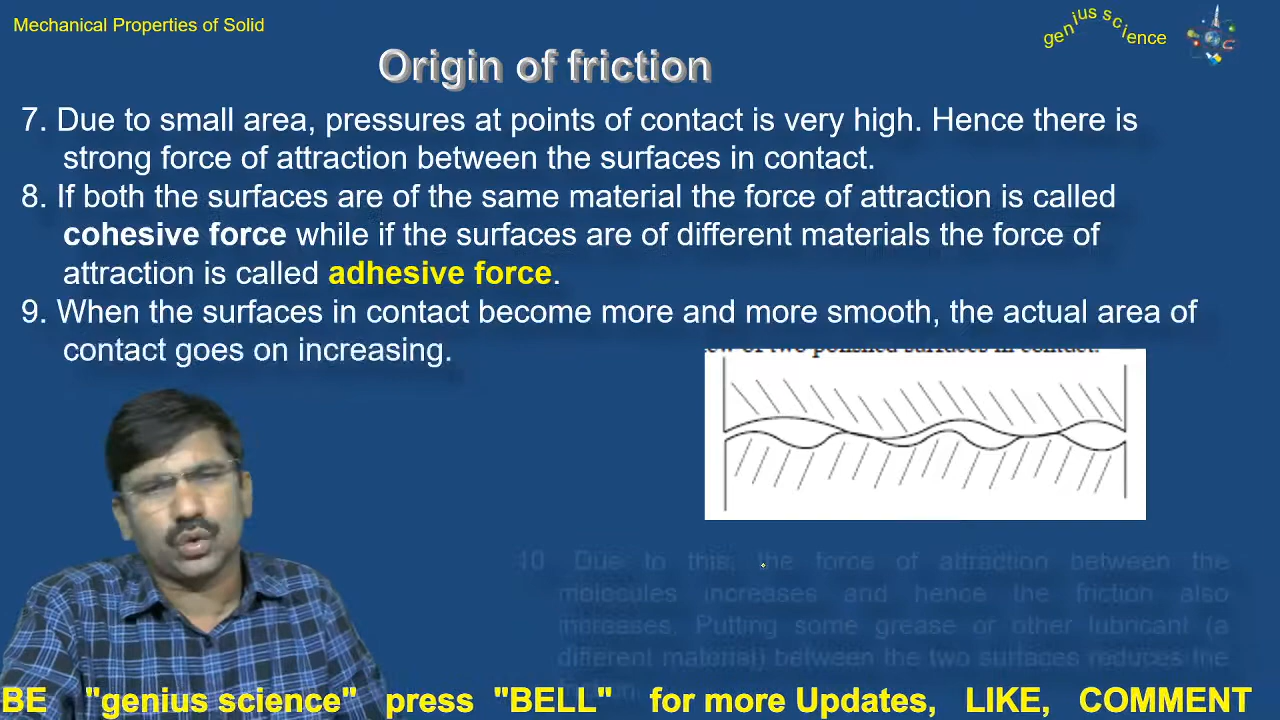 Mechanical Properties of Solid
genius science
Origin of friction
7. Due to small area, pressures at points of contact is very high. Hence there is
strong force of attraction between the surfaces in contact.
8. If both the surfaces are of the same material the force of attraction is called
cohesive force while if the surfaces are of different materials the force of
attraction is called adhesive force.
9. When the surfaces in contact become more and more smooth, the actual area of
contact goes on increasing.
of two polished surfaces in contact.
10 Due to this, the force of attraction between the
molecules increases and hence the friction also
increases. Putting some grease or other lubricant (a
different material) between the two surfaces reduces the
BE "genius science" press "BELL" for more Updates, LIKE, COMMENT